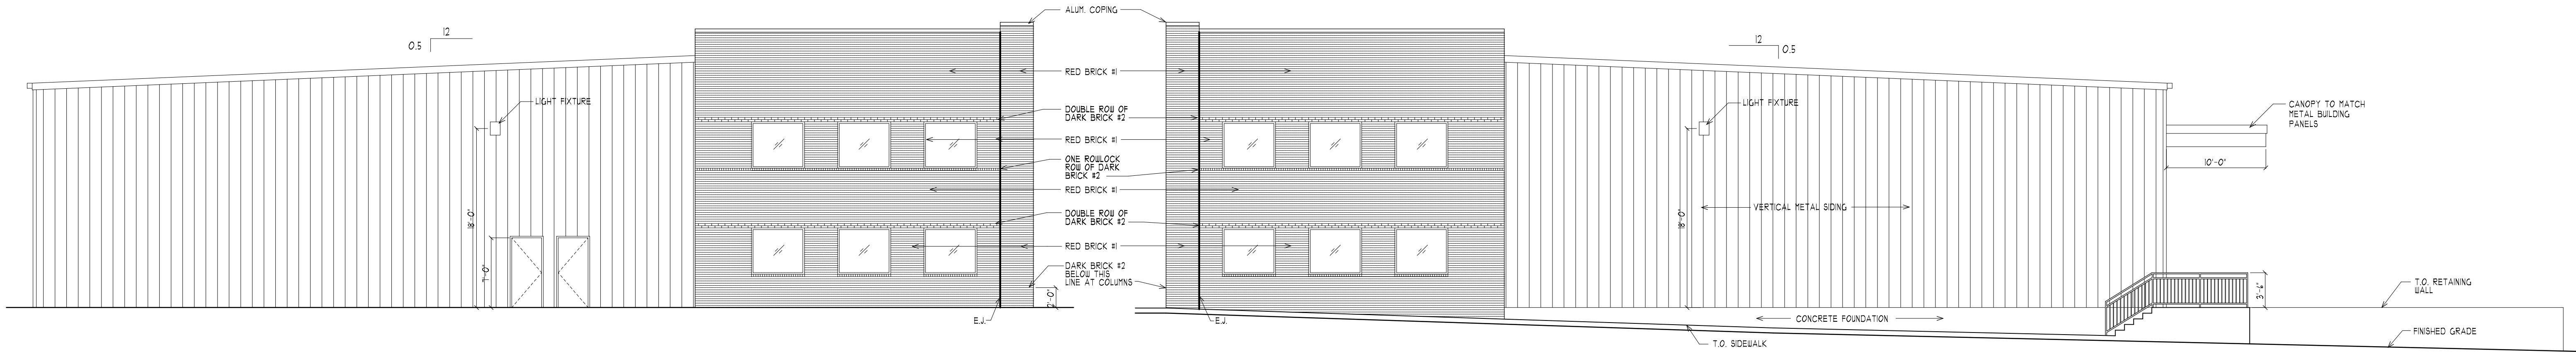 12
0.5
LIGHT FIXTURE
18'-0"
7'-0"
ALUM. COPING
RED BRICK #1
DOUBLE ROW OF
DARK BRICK #2
RED BRICK #1
ONE ROWLOCK
ROW OF DARK
BRICK #2
RED BRICK #1
DOUBLE ROW OF
DARK BRICK #2
RED BRICK #1
DARK BRICK #2
BELOW THIS
LINE AT COLUMNS
2'-0"
E.J.
E.J.
12
0.5
LIGHT FIXTURE
18'-0"
VERTICAL METAL SIDING
CONCRETE FOUNDATION
T.O. SIDEWALK
CANOPY TO MATCH
METAL BUILDING
PANELS
10'-0"
3'-6"
T.O. RETAINING
WALL
FINISHED GRADE